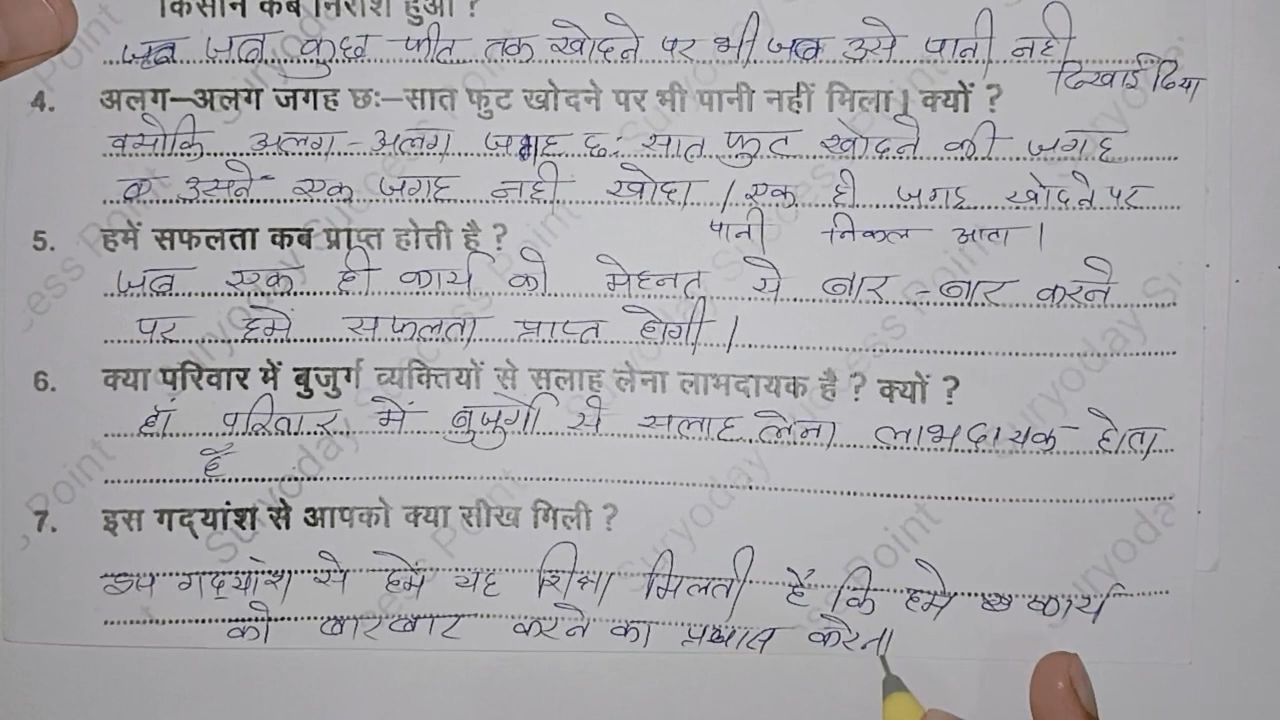 किसान कब निराश हुआ ?
जब जब कुछ फीट तक खोदने पर भी जब उसे पानी नही
दिखाई दिया
4. अलग-अलग जगह छः-सात फुट खोदने पर भी पानी नहीं मिला। क्यों ?
क्योकि अलग-अलग जगह छः सात फुट खोदने की जगह
व उसने एक जगह नही खोदा। एक ही जगह खोदने पर
पानी निकल आता।
5. हमें सफलता कब प्राप्त होती है ?
जब एक ही कार्य को मेहनत से बार-बार करने
पर हमें सफलता प्राप्त होगी।
6. क्या परिवार में बुजुर्ग व्यक्तियों से सलाह लेना लाभदायक है ? क्यों ?
हाँ परिवार में बुजुर्गो से सलाह लेना लाभदायक होता
है
7. इस गद्यांश से आपको क्या सीख मिली ?
इस गद्यांश से हमें यह शिक्षा मिलती है कि हमे कार्य
को बारबार करने का प्रयास करना
Suryoday Success Point